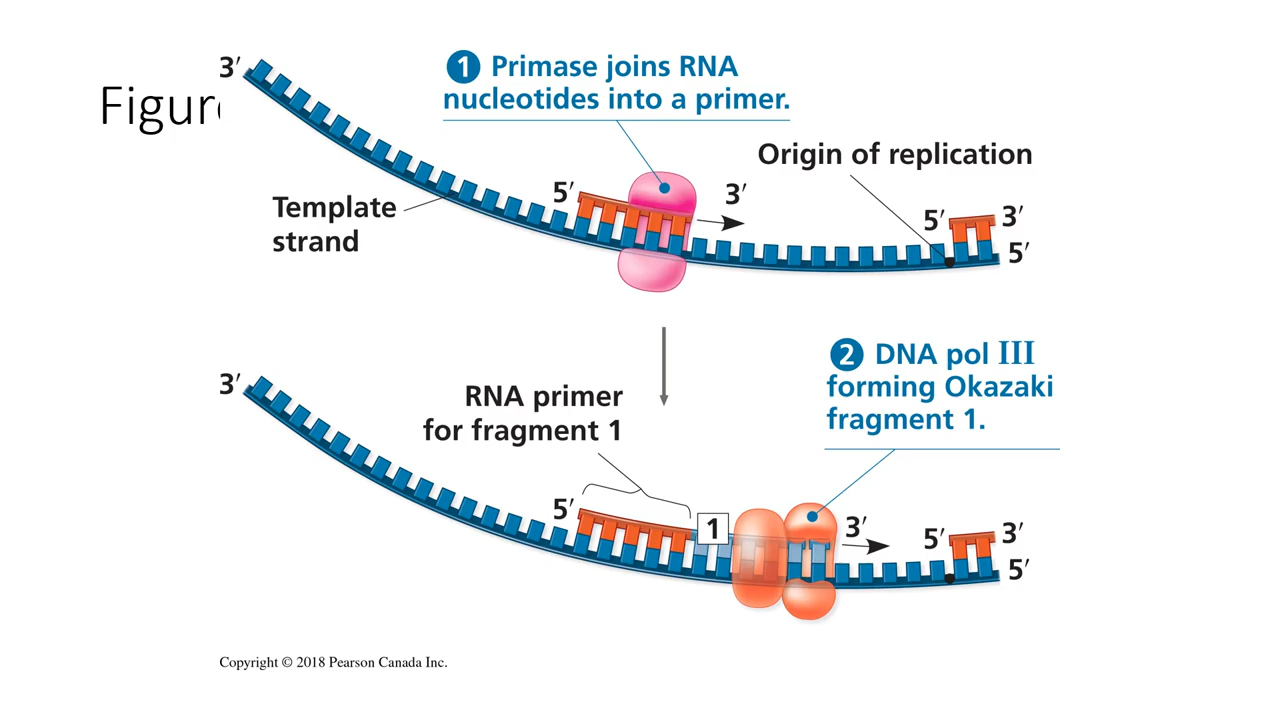 Figure
3′
1 Primase joins RNA
nucleotides into a primer.
Origin of replication
Template
strand
5′
3′
5′
3′
5′
2 DNA pol III
forming Okazaki
fragment 1.
3′
RNA primer
for fragment 1
5′
1
3′
5′
3′
5′
Copyright © 2018 Pearson Canada Inc.